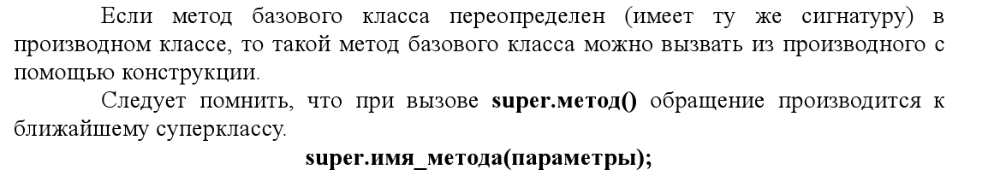 Если метод базового класса переопределен (имеет ту же сигнатуру) в
производном классе, то такой метод базового класса можно вызвать из производного с
помощью конструкции.
Следует помнить, что при вызове super.метод() обращение производится к
ближайшему суперклассу.
super.имя_метода(параметры);